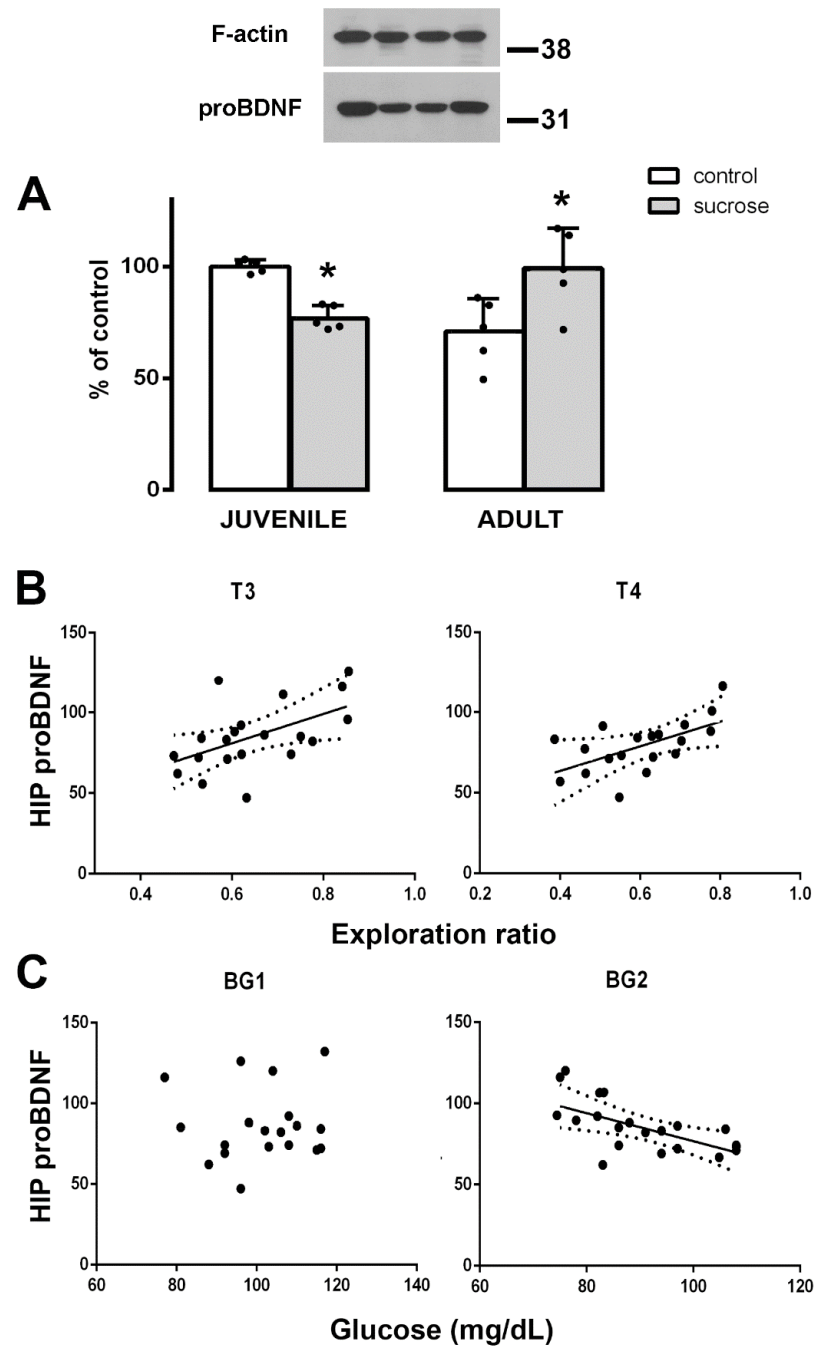 F-actin
38
proBDNF
31
A
control
sucrose
*
*
% of control
100
50
0
JUVENILE ADULT
B
T3 T4
HIP proBDNF
150
100
50
0
0.4 0.6 0.8 1.0
150
100
50
0
0.2 0.4 0.6 0.8 1.0
Exploration ratio
C
BG1 BG2
HIP proBDNF
150
100
50
0
60 80 100 120 140
150
100
50
0
60 80 100 120
Glucose (mg/dL)